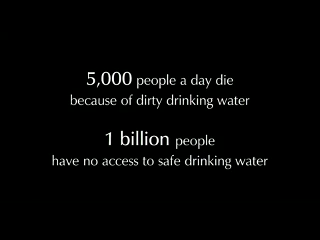 5,000 people a day die
because of dirty drinking water
1 billion people
have no access to safe drinking water